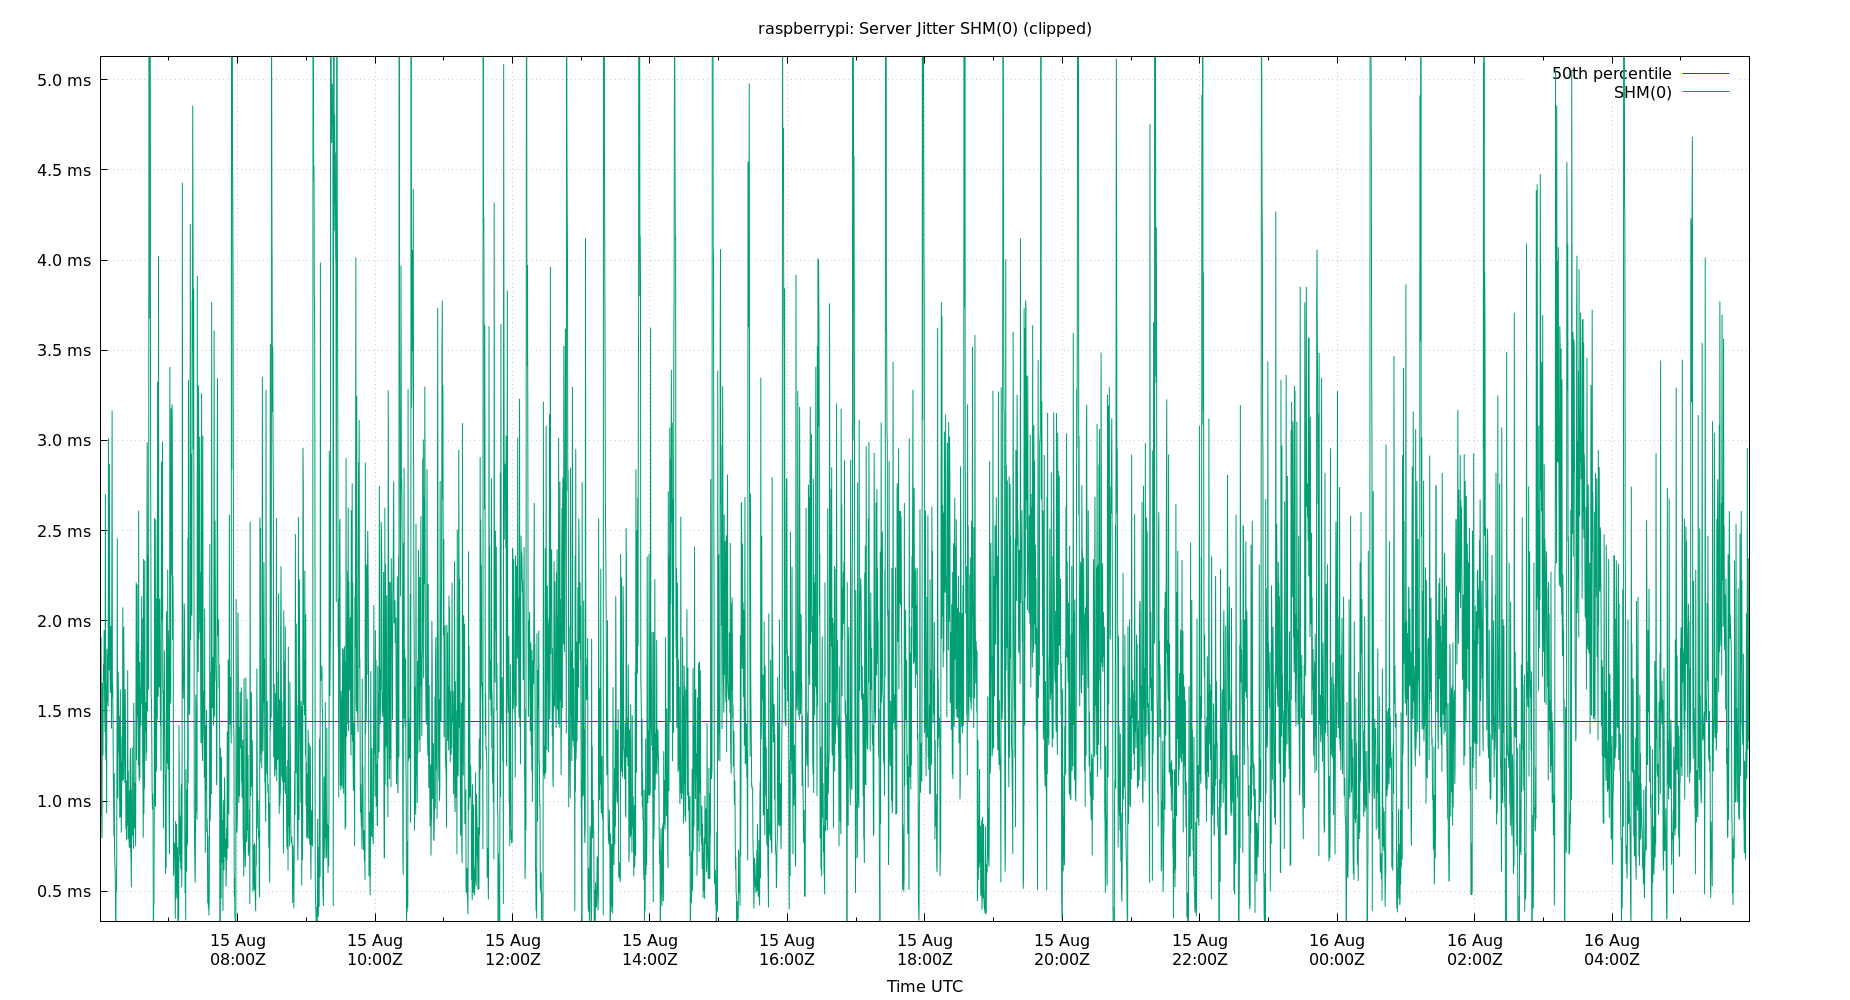 raspberrypi: Server Jitter SHM(0) (clipped)
50th percentile
SHM(0)
5.0 ms
4.5 ms
4.0 ms
3.5 ms
3.0 ms
2.5 ms
2.0 ms
1.5 ms
1.0 ms
0.5 ms
15 Aug 15 Aug 15 Aug 15 Aug 15 Aug 15 Aug 15 Aug 15 Aug 16 Aug 16 Aug 16 Aug
08:00Z 10:00Z 12:00Z 14:00Z 16:00Z 18:00Z 20:00Z 22:00Z 00:00Z 02:00Z 04:00Z
Time UTC